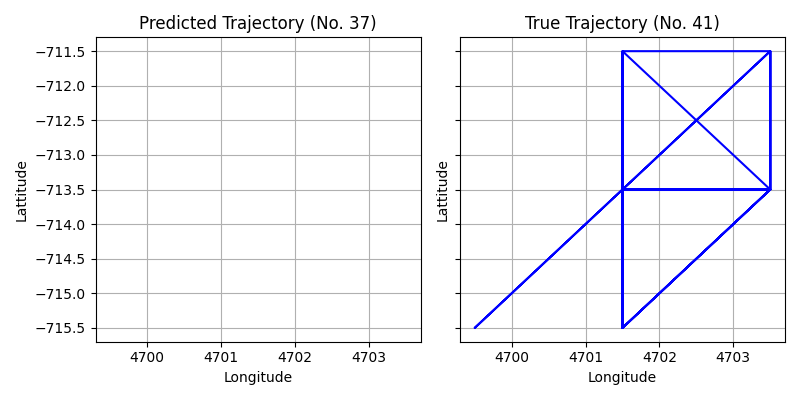 Predicted Trajectory (No. 37)
−711.5
−712.0
−712.5
−713.0
−713.5
−714.0
−714.5
−715.0
−715.5
Lattitude
4700
4701
4702
4703
Longitude
True Trajectory (No. 41)
Lattitude
4700
4701
4702
4703
Longitude